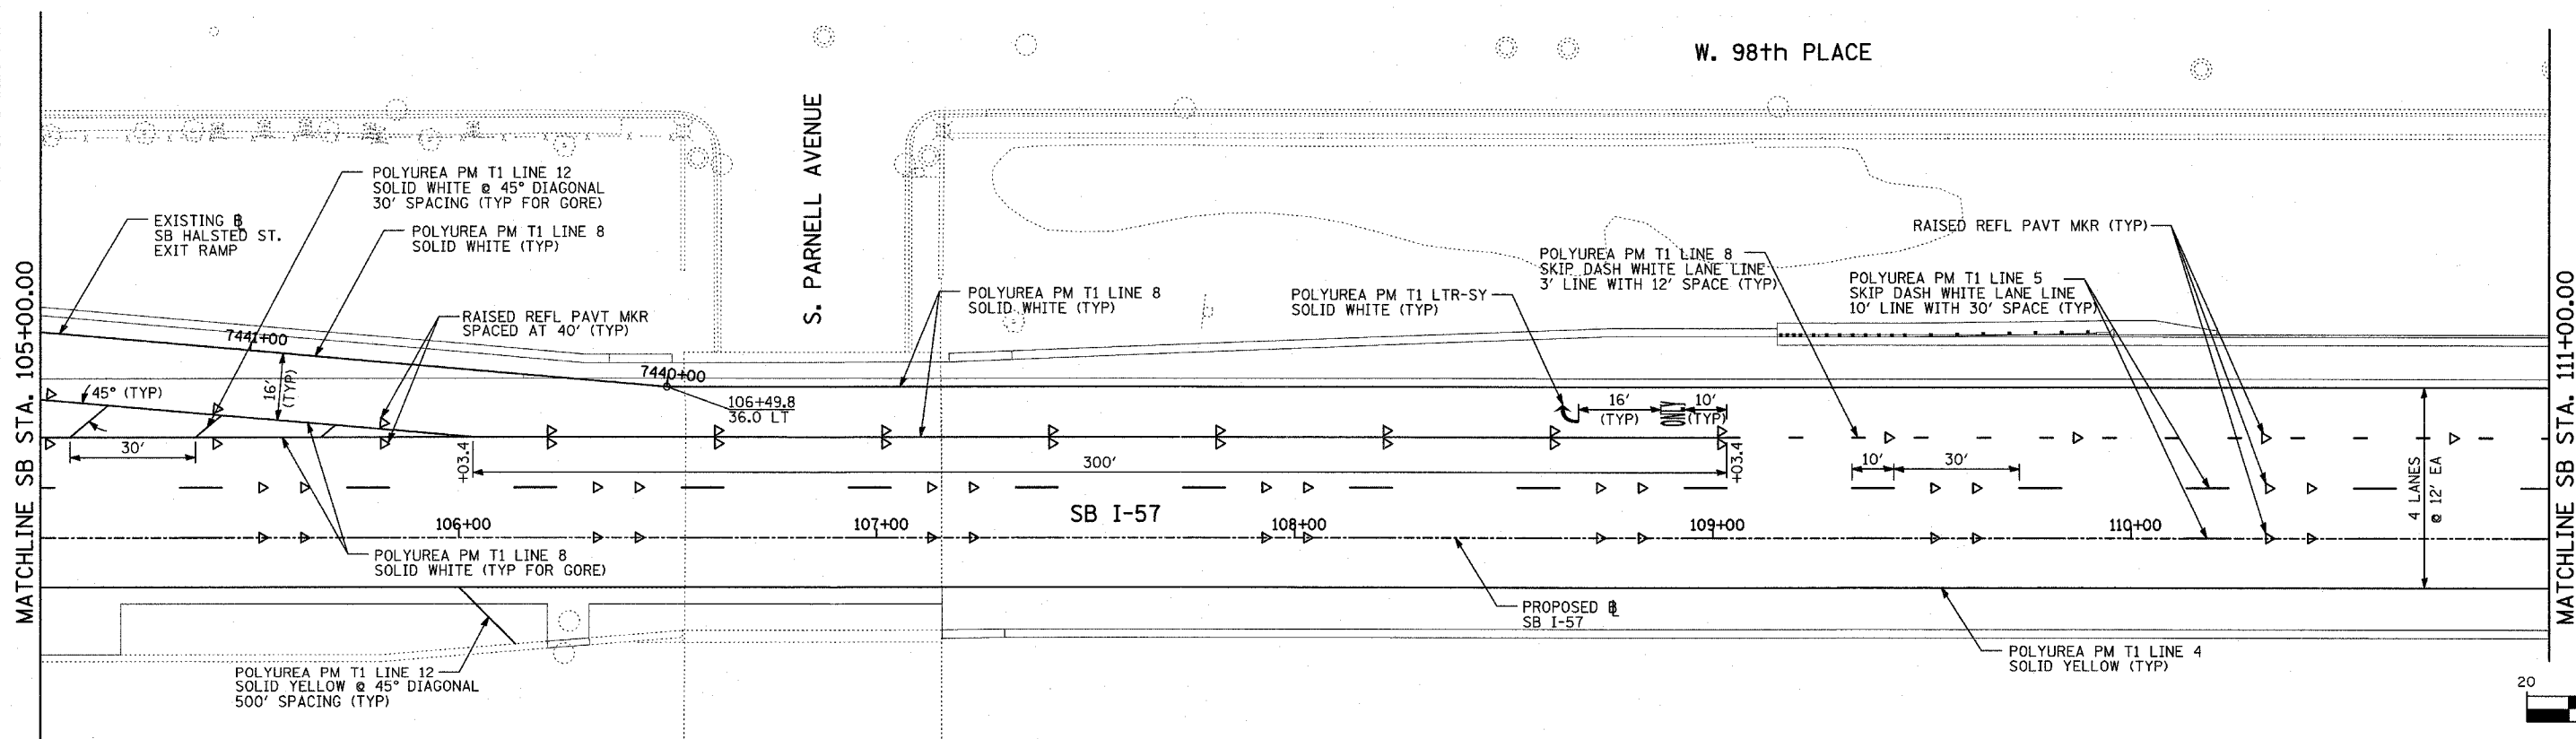 W. 98th PLACE
S. PARNELL AVENUE
POLYUREA PM T1 LINE 12
SOLID WHITE @ 45° DIAGONAL
30' SPACING (TYP FOR GORE)
EXISTING ℄
SB HALSTED ST.
EXIT RAMP
POLYUREA PM T1 LINE 8
SOLID WHITE (TYP)
RAISED REFL PAVT MKR
SPACED AT 40' (TYP)
POLYUREA PM T1 LINE 8
SOLID WHITE (TYP)
POLYUREA PM T1 LTR-SY
SOLID WHITE (TYP)
POLYUREA PM T1 LINE 8
SKIP DASH WHITE LANE LINE
3' LINE WITH 12' SPACE (TYP)
RAISED REFL PAVT MKR (TYP)
POLYUREA PM T1 LINE 5
SKIP DASH WHITE LANE LINE
10' LINE WITH 30' SPACE (TYP)
MATCHLINE SB STA. 105+00.00
MATCHLINE SB STA. 111+00.00
7441+00
7440+00
16'
(TYP)
45° (TYP)
106+49.8
36.0 LT
16'
(TYP)
ONLY
10'
(TYP)
30'
+03.4
300'
+03.4
10'
30'
4 LANES
@ 12' EA
SB I-57
106+00
107+00
108+00
109+00
110+00
POLYUREA PM T1 LINE 8
SOLID WHITE (TYP FOR GORE)
PROPOSED ℄
SB I-57
POLYUREA PM T1 LINE 12
SOLID YELLOW @ 45° DIAGONAL
500' SPACING (TYP)
POLYUREA PM T1 LINE 4
SOLID YELLOW (TYP)
20